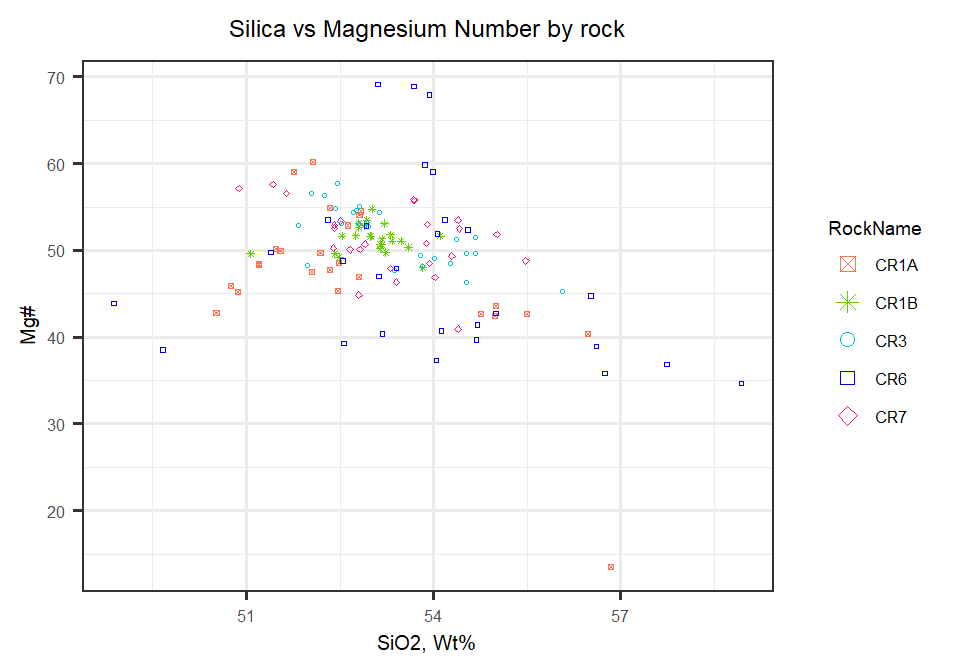 Silica vs Magnesium Number by rock
70
60
50
40
30
20
Mg#
51
54
57
SiO2, Wt%
RockName
CR1A
CR1B
CR3
CR6
CR7